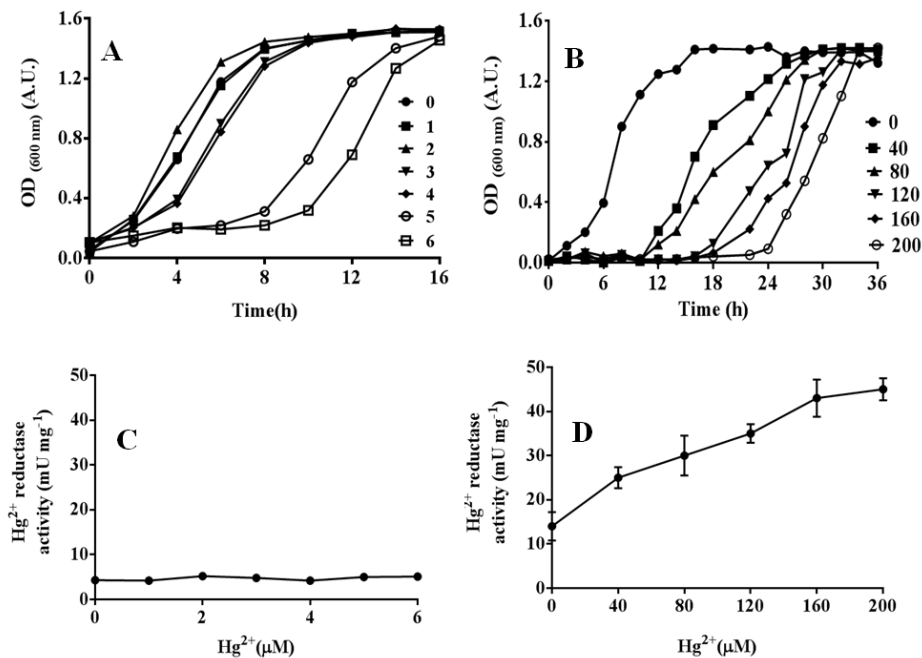 A
OD (600 nm) (A.U.)
1.6
1.2
0.8
0.4
0.0
0 4 8 12 16
Time(h)
0
1
2
3
4
5
6
B
OD (600 nm) (A.U.)
1.6
1.2
0.8
0.4
0.0
0 6 12 18 24 30 36
Time (h)
0
40
80
120
160
200
C
Hg2+ reductase
activity (mU mg-1)
50
40
30
20
10
0
0 2 4 6
Hg2+(μM)
D
Hg2+ reductase
activity (mU mg-1)
50
40
30
20
10
0
0 40 80 120 160 200
Hg2+(μM)